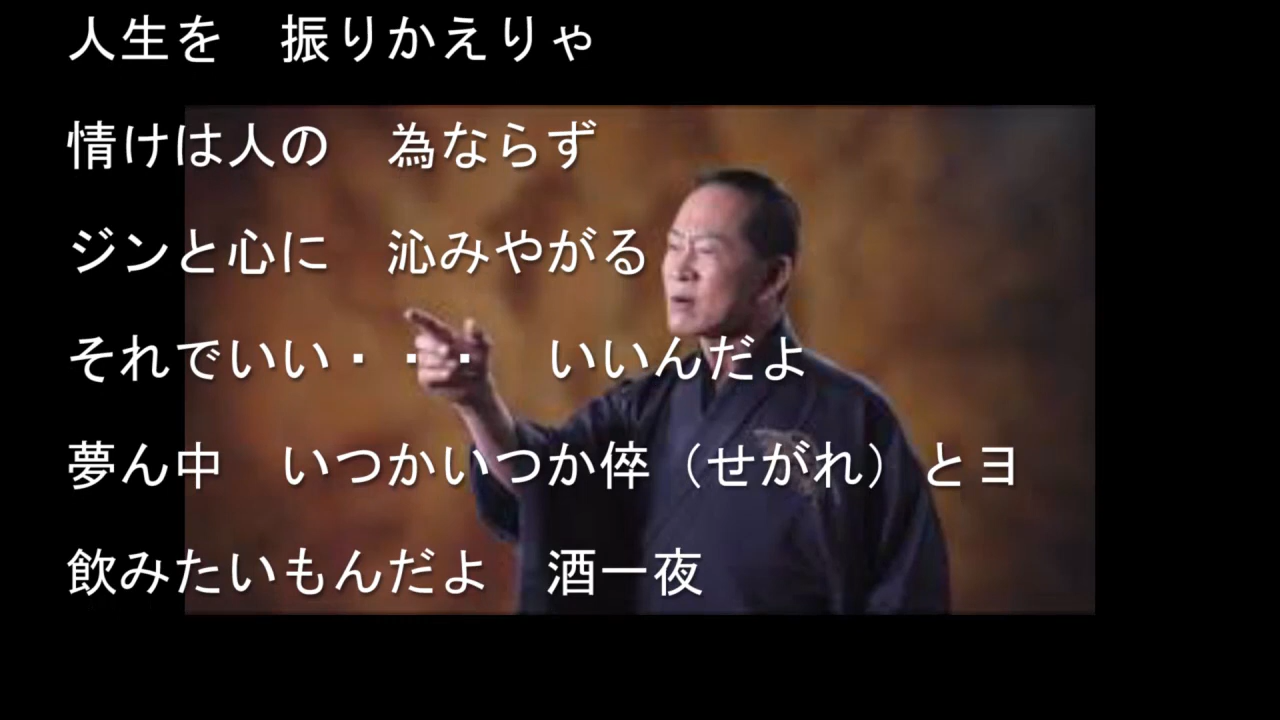 人生を　振りかえりゃ
情けは人の　為ならず
ジンと心に　沁みやがる
それでいい・・・　いいんだよ
夢ん中　いつかいつか倅（せがれ）とヨ
飲みたいもんだよ　酒一夜